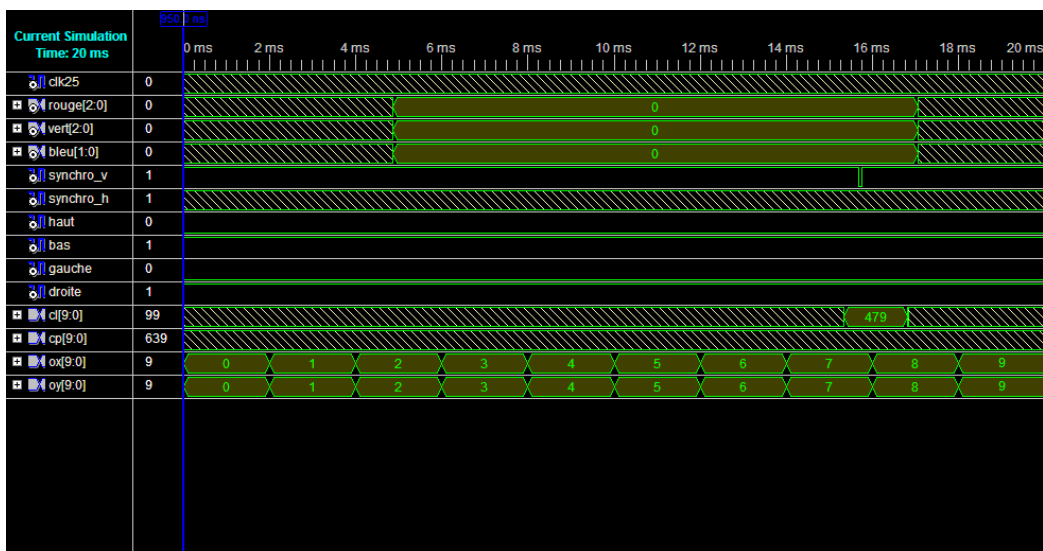 950.0 ns
Current Simulation
Time: 20 ms
0 ms 2 ms 4 ms 6 ms 8 ms 10 ms 12 ms 14 ms 16 ms 18 ms 20 ms
clk25 0
rouge[2:0] 0 0
vert[2:0] 0 0
bleu[1:0] 0 0
synchro_v 1
synchro_h 1
haut 0
bas 1
gauche 0
droite 1
cl[9:0] 99 479
cp[9:0] 639
ox[9:0] 9 0 1 2 3 4 5 6 7 8 9
oy[9:0] 9 0 1 2 3 4 5 6 7 8 9